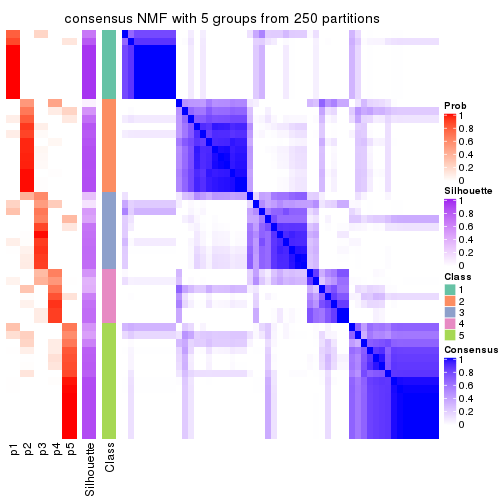 consensus NMF with 5 groups from 250 partitions
Prob
1
0.8
0.6
0.4
0.2
0
Silhouette
1
0.8
0.6
0.4
0.2
0
Class
1
2
3
4
5
Consensus
1
0.8
0.6
0.4
0.2
0
p1
p2
p3
p4
p5
Silhouette
Class